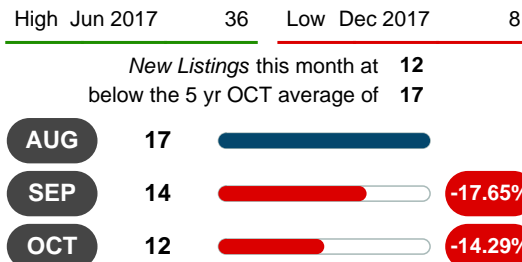 High Jun 2017 36 Low Dec 2017 8
New Listings this month at 12
below the 5 yr OCT average of 17
AUG 17
SEP 14 -17.65%
OCT 12 -14.29%